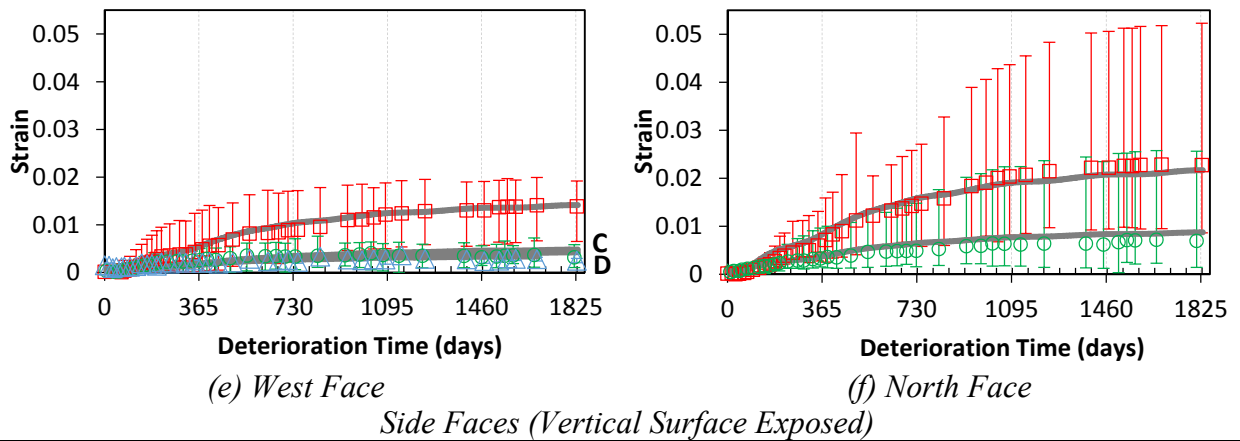 0.05
0.04
0.03
0.02
0.01
0
Strain
0 365 730 1095 1460 1825
Deterioration Time (days)
C
D
(e) West Face
0.05
0.04
0.03
0.02
0.01
0
Strain
0 365 730 1095 1460 1825
Deterioration Time (days)
(f) North Face
Side Faces (Vertical Surface Exposed)